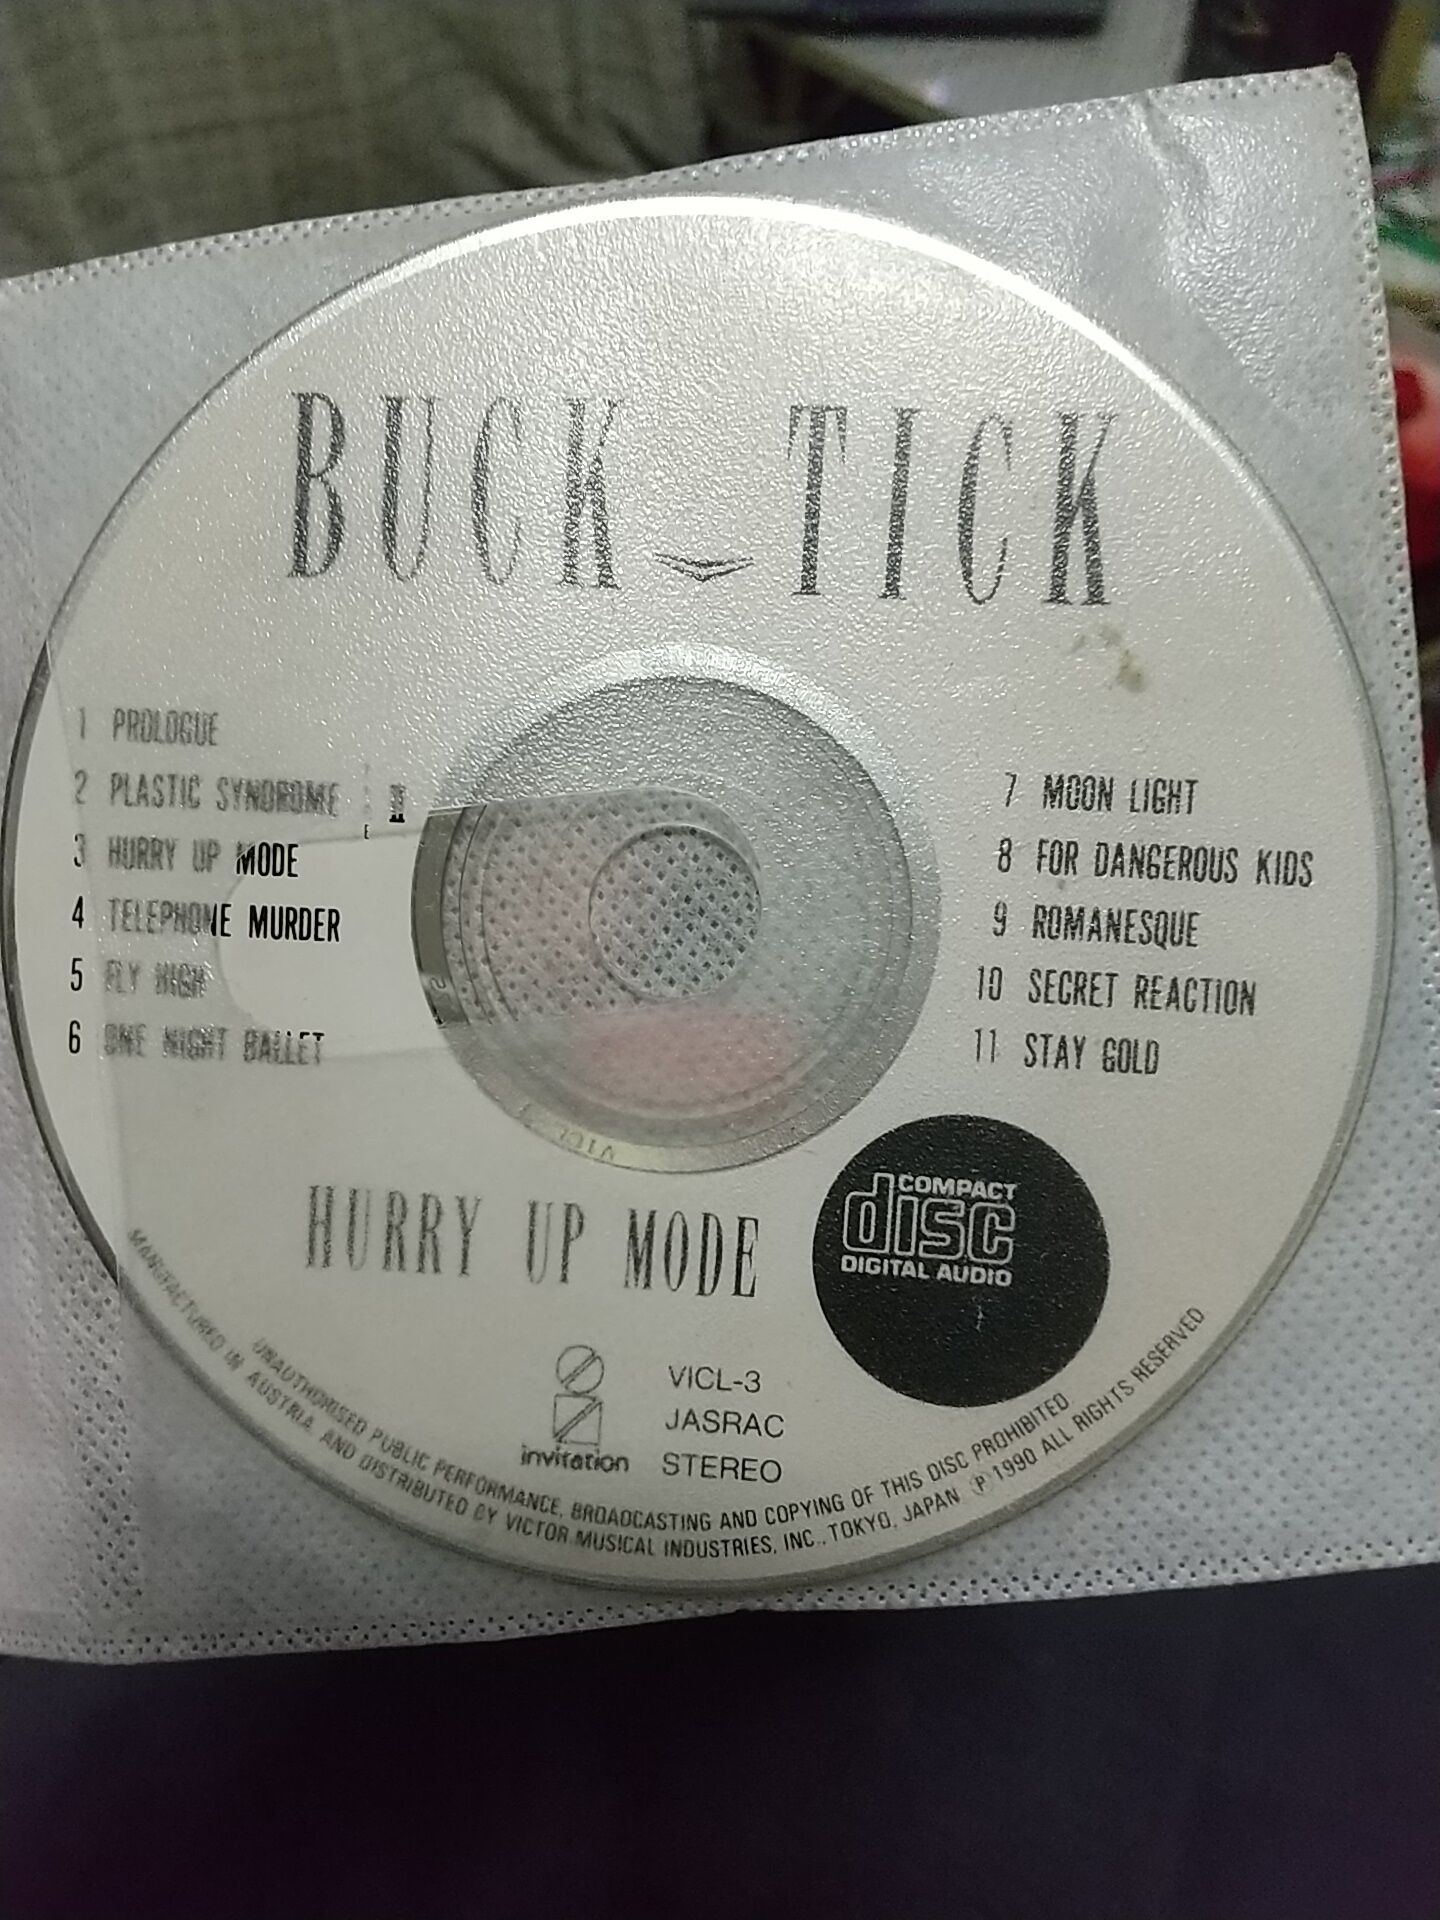 BUCK-TICK
1 PROLOGUE
2 PLASTIC SYNDROME II
3 HURRY UP MODE
4 TELEPHONE MURDER
5 FLY HIGH
6 ONE NIGHT BALLET
7 MOON LIGHT
8 FOR DANGEROUS KIDS
9 ROMANESQUE
10 SECRET REACTION
11 STAY GOLD
HURRY UP MODE
COMPACT
disc
DIGITAL AUDIO
invitation
VICL-3
JASRAC
STEREO
UNAUTHORISED PUBLIC PERFORMANCE, BROADCASTING AND COPYING OF THIS DISC PROHIBITED
MANUFACTURED IN AUSTRIA AND DISTRIBUTED BY VICTOR MUSICAL INDUSTRIES, INC., TOKYO, JAPAN ℗ 1990 ALL RIGHTS RESERVED